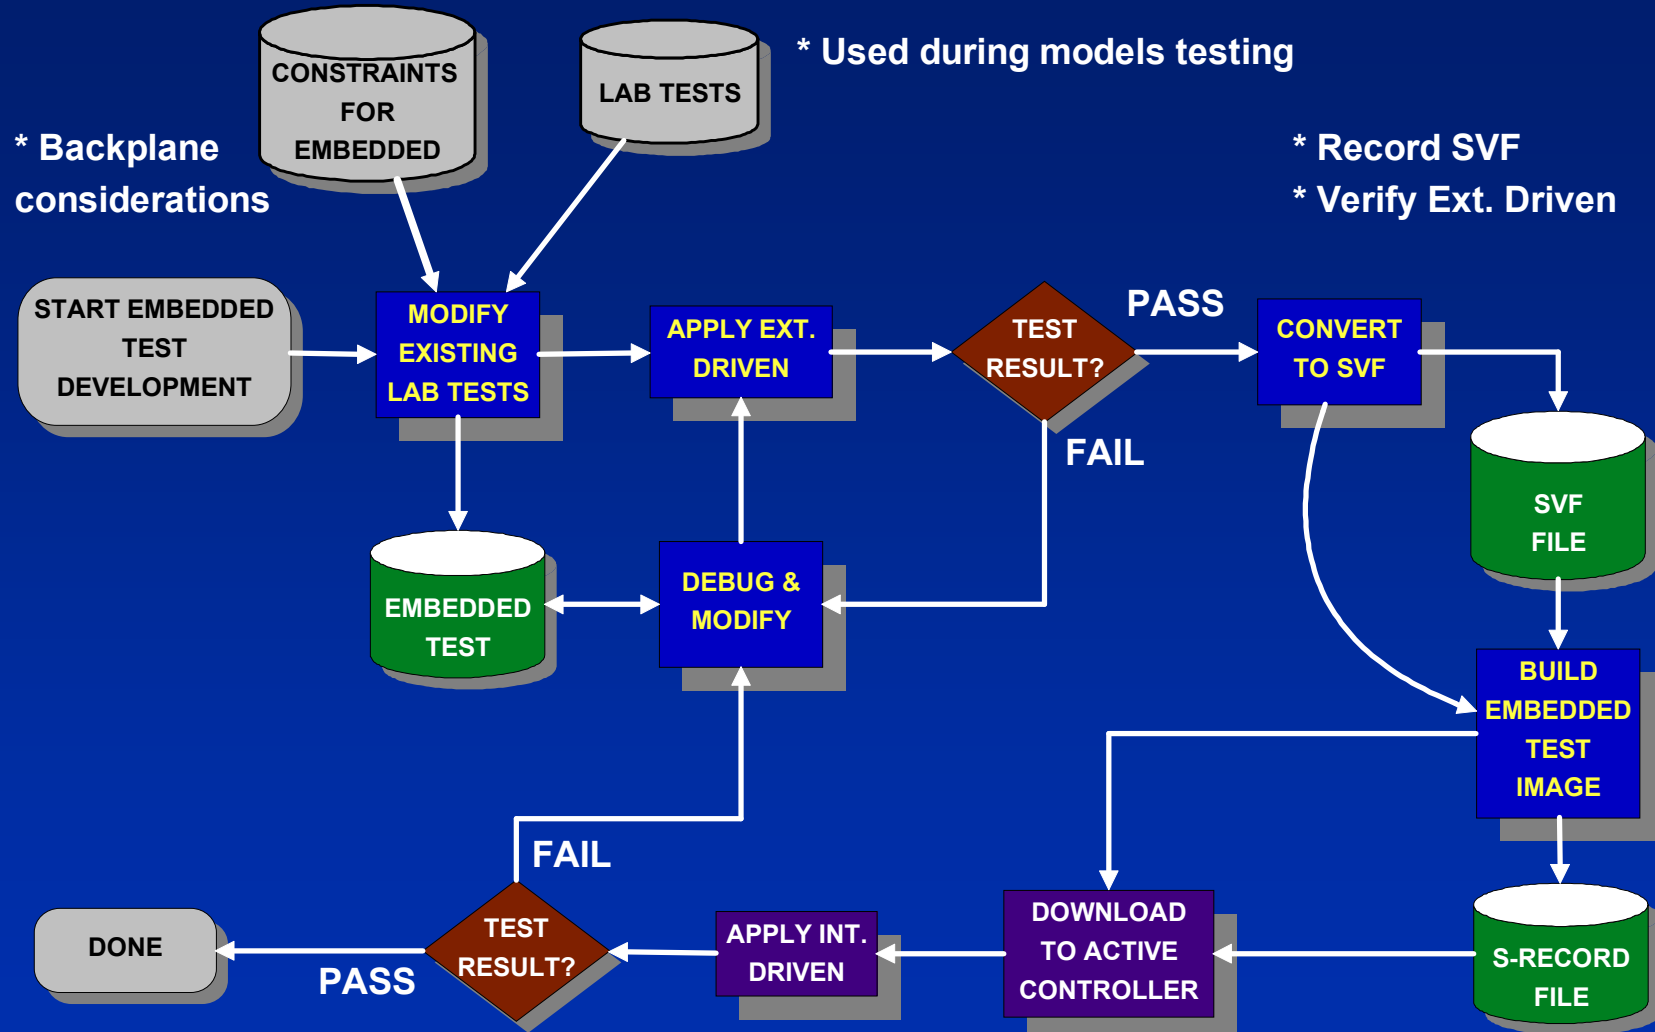 CONSTRAINTS
FOR
EMBEDDED
LAB TESTS
* Used during models testing
* Backplane
considerations
* Record SVF
* Verify Ext. Driven
START EMBEDDED
TEST
DEVELOPMENT
MODIFY
EXISTING
LAB TESTS
APPLY EXT.
DRIVEN
TEST
RESULT?
PASS
CONVERT
TO SVF
FAIL
SVF
FILE
EMBEDDED
TEST
DEBUG &
MODIFY
BUILD
EMBEDDED
TEST
IMAGE
FAIL
DONE
PASS
TEST
RESULT?
APPLY INT.
DRIVEN
DOWNLOAD
TO ACTIVE
CONTROLLER
S-RECORD
FILE